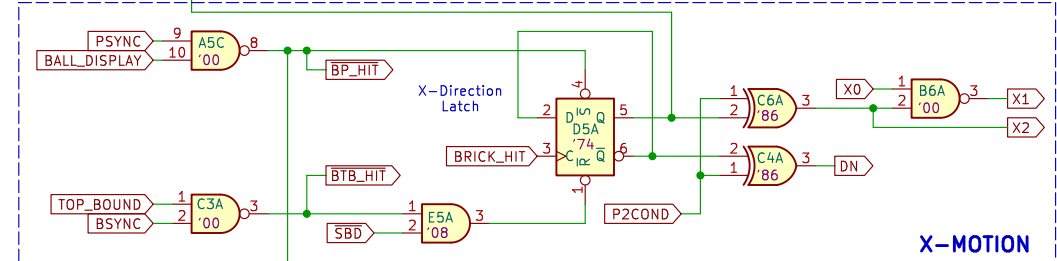 PSYNC 9 A5C 8
BALL_DISPLAY 10 '00
BP_HIT
X-Direction
Latch
4
2 D S Q 5
D5A
'74
BRICK_HIT 3 C R Q 6
1
1 C6A 3
2 '86
2 C4A 3 DN
1 '86
X0 1 B6A 3 X1
2 '00
X2
BTB_HIT
TOP_BOUND 1 C3A 3
BSYNC 2 '00
1 E5A 3
SBD 2 '08
P2COND
X-MOTION